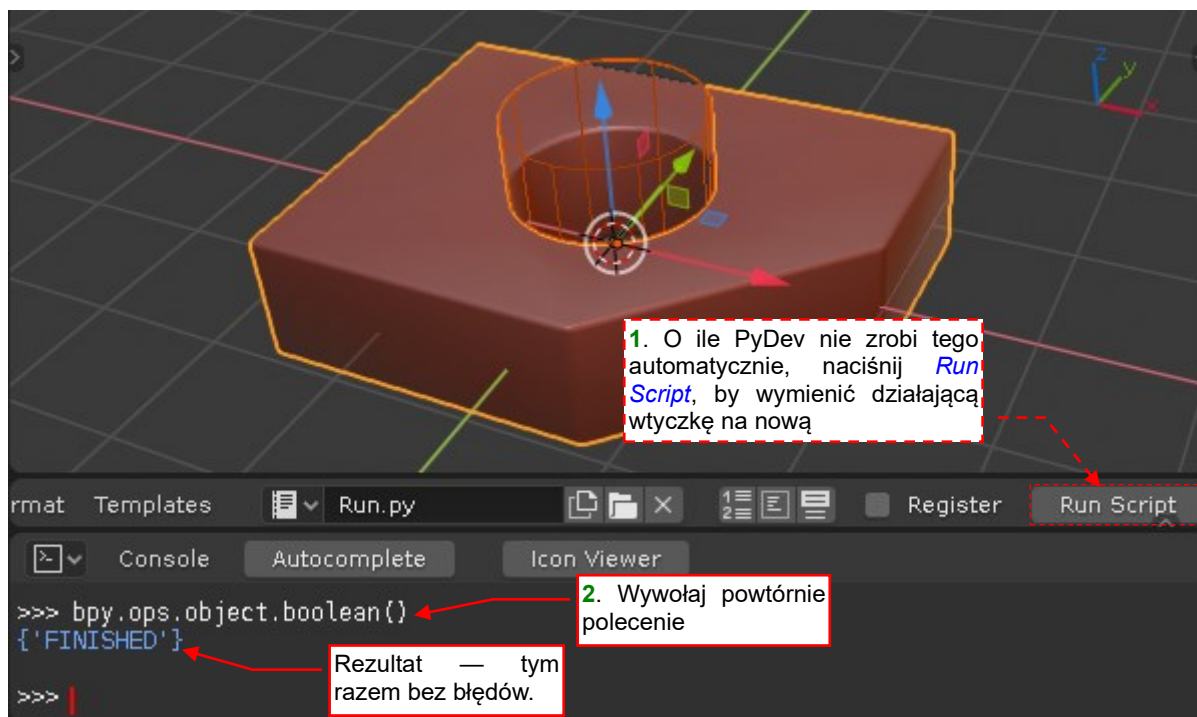 z
y
x
1. O ile PyDev nie zrobi tego
automatycznie, naciśnij Run
Script, by wymienić działającą
wtyczkę na nową
rmat Templates Run.py Register Run Script
Console Autocomplete Icon Viewer
>>> bpy.ops.object.boolean()
{'FINISHED'}
>>>
2. Wywołaj powtórnie
polecenie
Rezultat — tym
razem bez błędów.